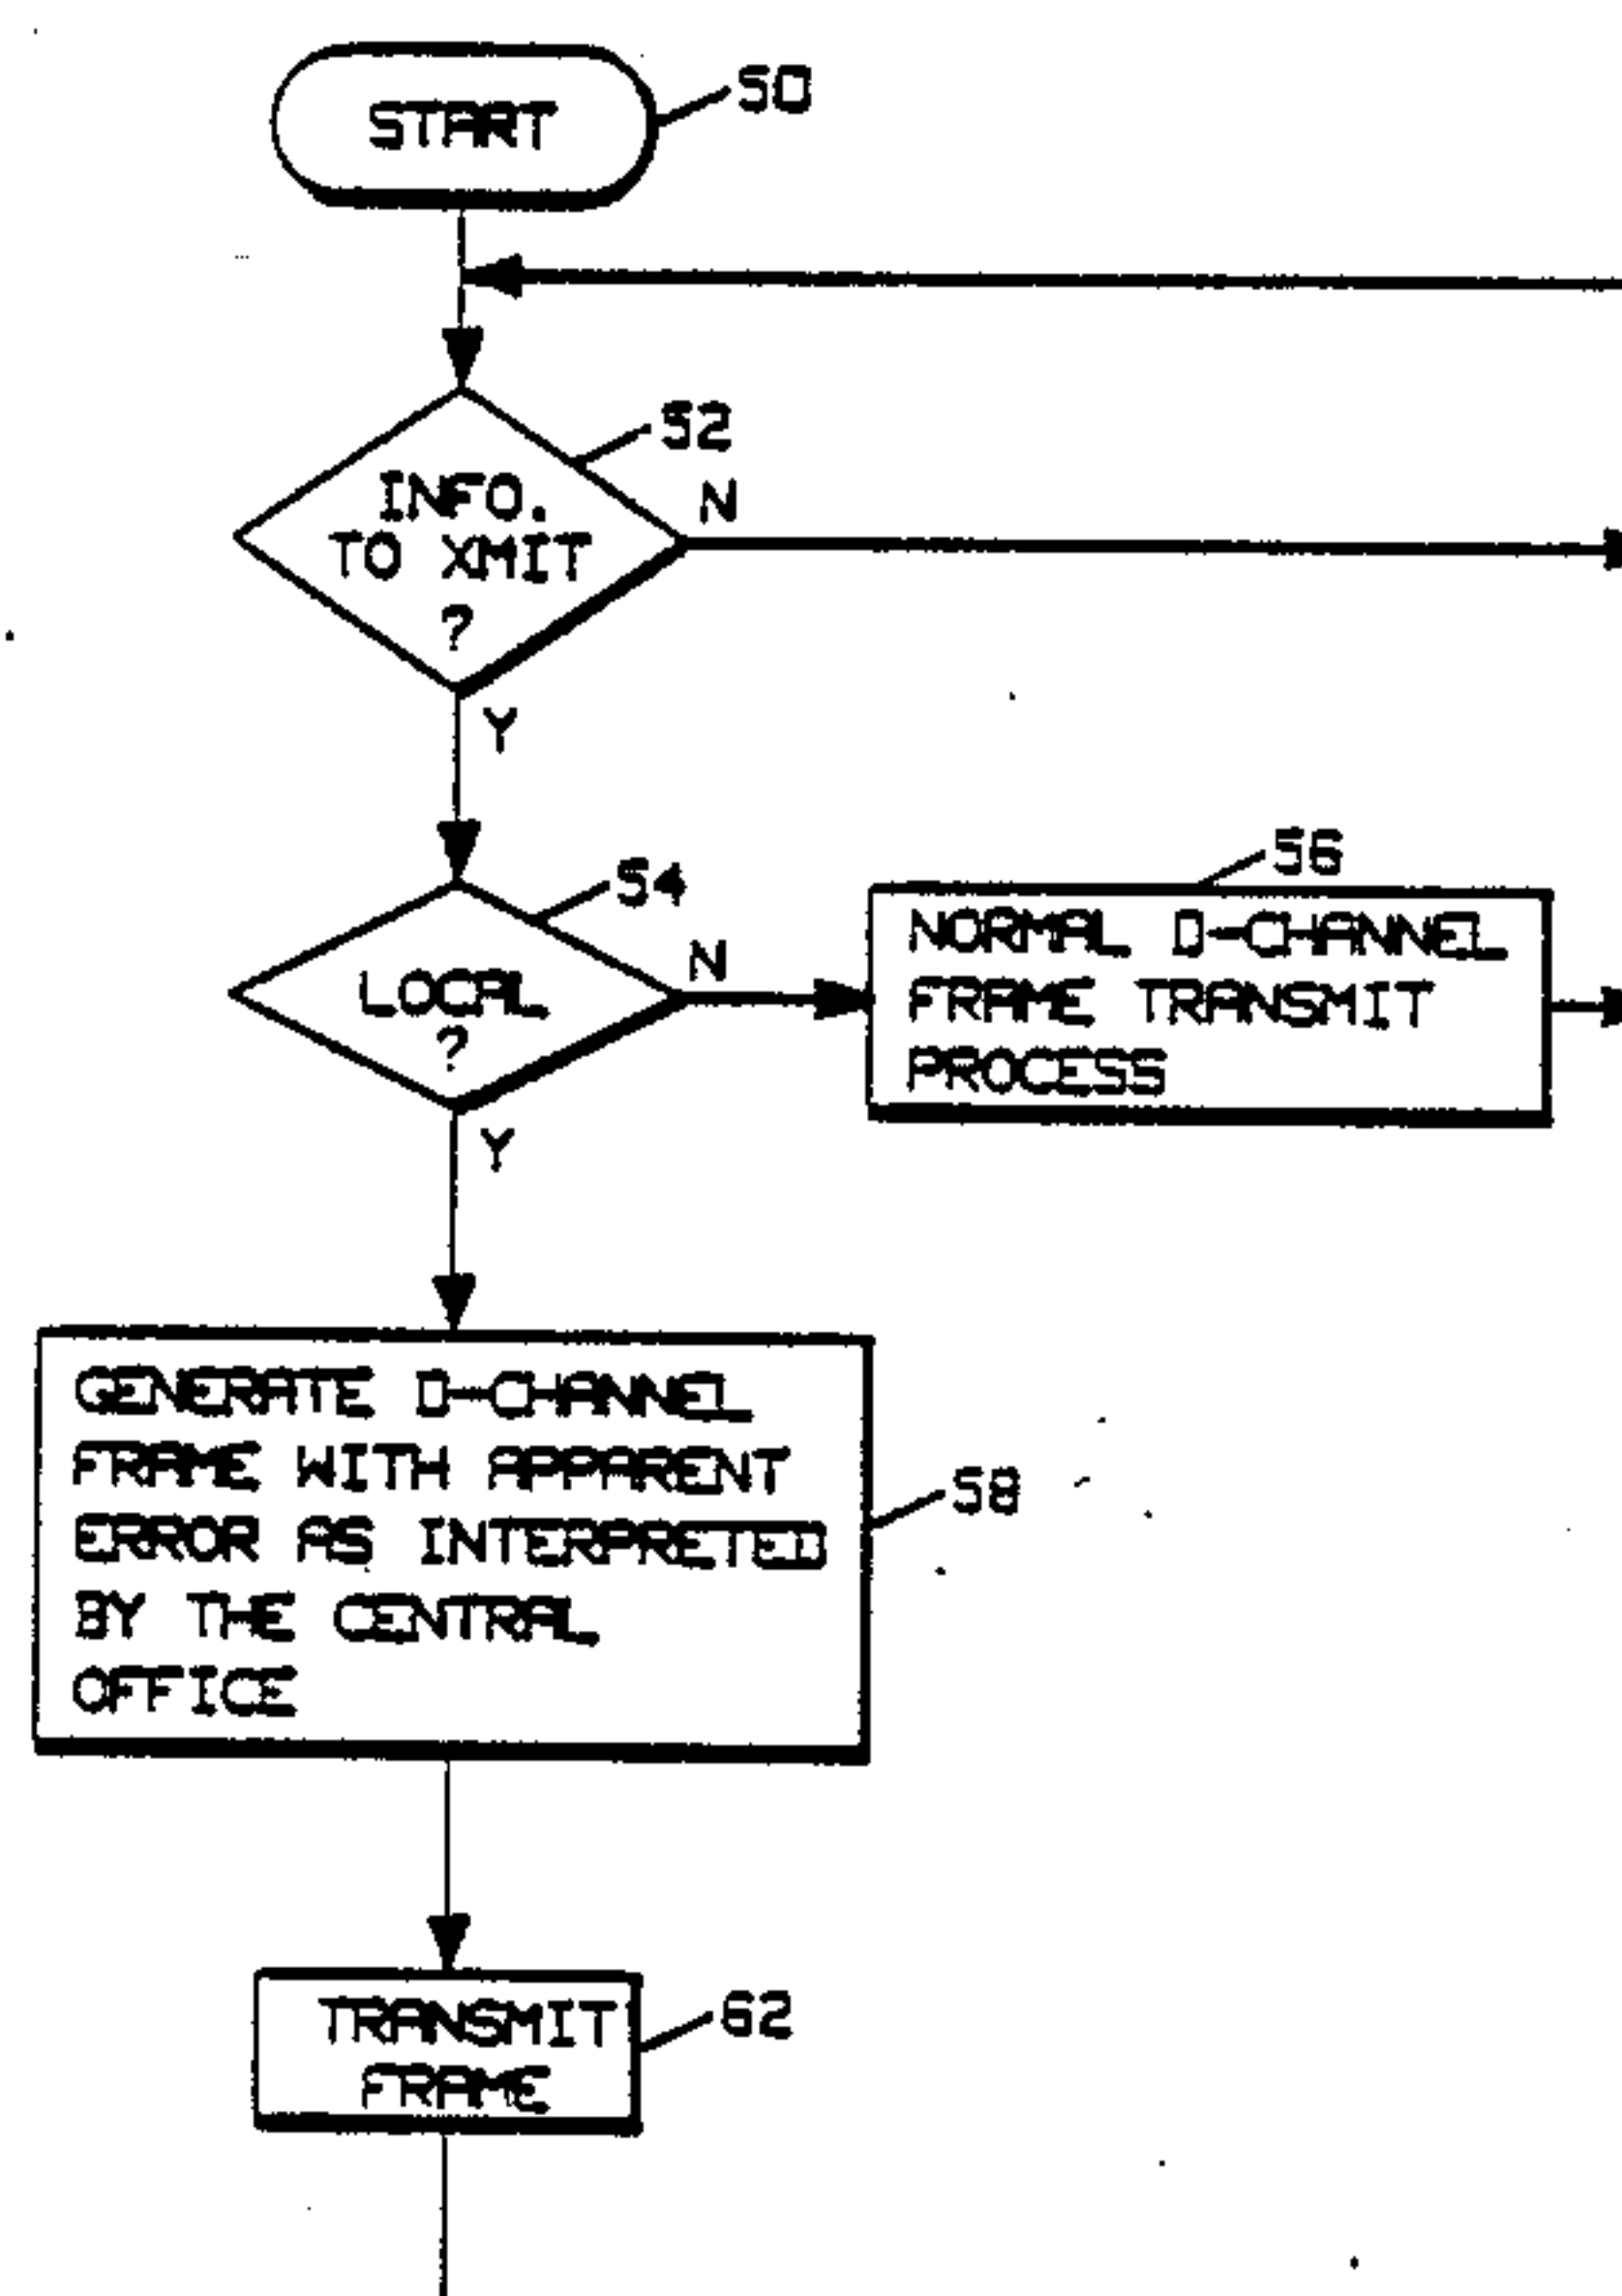 START
50
52
INFO.
TO XMIT
?
N
Y
54
LOCAL
?
N
Y
56
NORMAL D-CHANNEL
FRAME TRANSMIT
PROCESS
GENERATE D-CHANNEL
FRAME WITH APPARENT
ERROR AS INTERPRETED
BY THE CENTRAL
OFFICE
58
TRANSMIT
FRAME
62